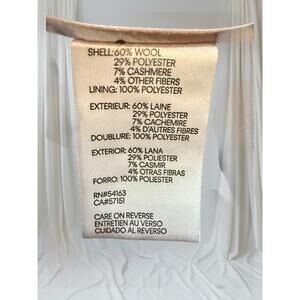 SHELL:60% WOOL
29% POLYESTER
7% CASHMERE
4% OTHER FIBERS
LINING: 100% POLYESTER
EXTERIEUR: 60% LAINE
29% POLYESTER
7% CACHEMIRE
4% D'AUTRES FIBRES
DOUBLURE: 100% POLYESTER
EXTERIOR: 60% LANA
29% POLIESTER
7% CASMIR
4% OTRAS FIBRAS
FORRO: 100% POLIESTER
RN#54163
CA#57151
CARE ON REVERSE
ENTRETIEN AU VERSO
CUIDADO AL REVERSO